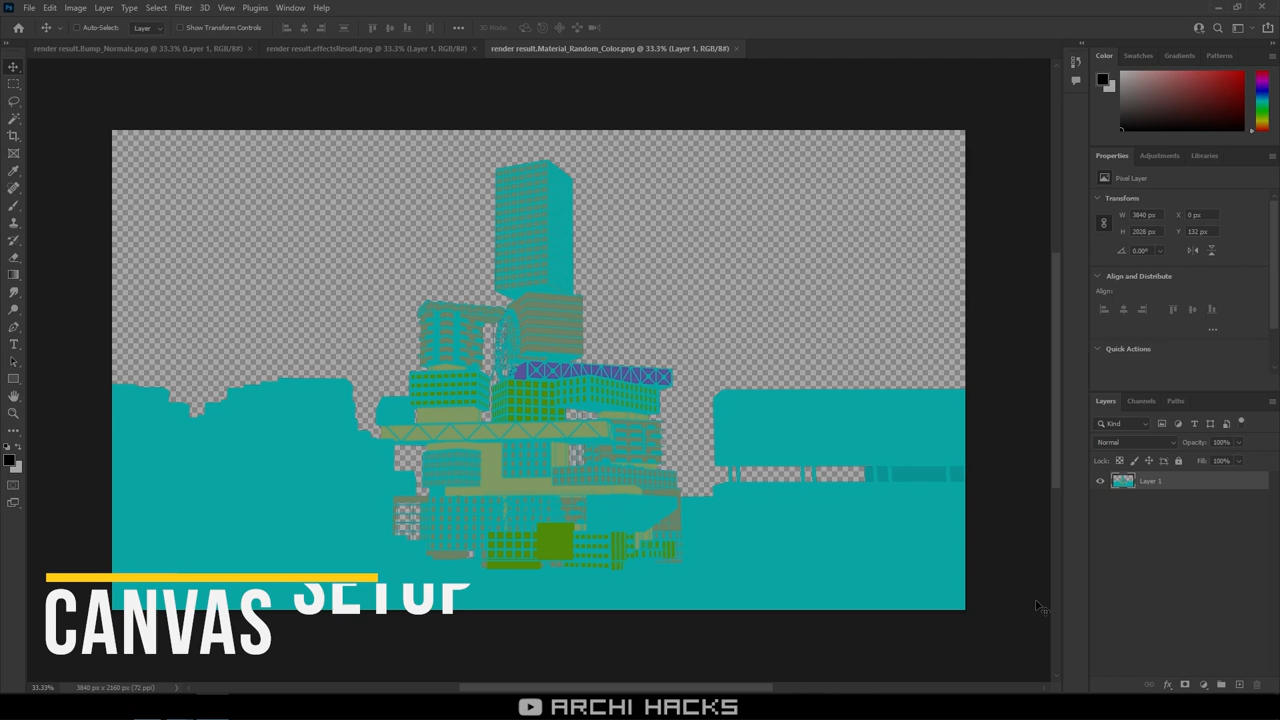 Ps File Edit Image Layer Type Select Filter 3D View Plugins Window Help
Auto-Select: Layer Show Transform Controls 3D Mode:
render result.Bump_Normals.png @ 33.3% (Layer 1, RGB/8#) × render result.effectsResult.png @ 33.3% (Layer 1, RGB/8#) × render result.Material_Random_Color.png @ 33.3% (Layer 1, RGB/8#) ×
Color Swatches Gradients Patterns
Properties Adjustments Libraries
Pixel Layer
Transform
W 3840 px X 0 px
H 2028 px Y 132 px
0.00°
Align and Distribute
Align:
Quick Actions
Layers Channels Paths
Kind
Normal Opacity: 100%
Lock: Fill: 100%
Layer 1
CANVAS SETUP
33.33% 3840 px x 2160 px (72 ppi)
ARCHI HACKS